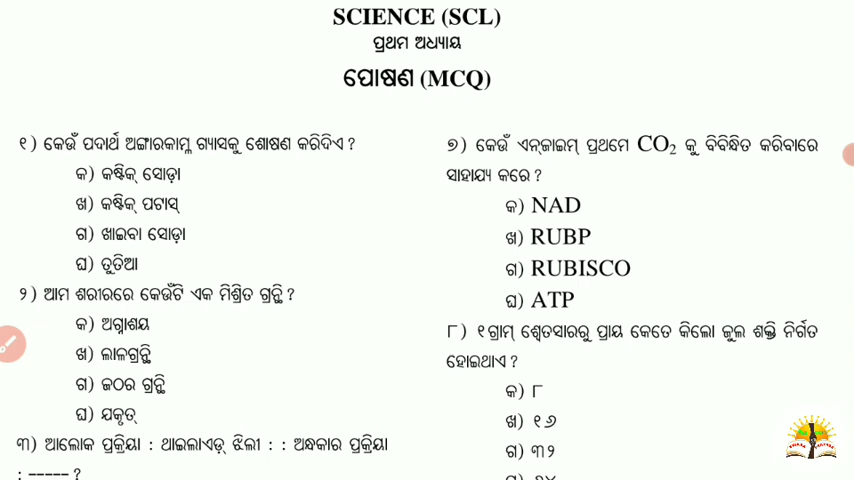 SCIENCE (SCL)
ପ୍ରଥମ ଅଧ୍ୟାୟ
ପୋଷଣ (MCQ)
୧) କେଉଁ ପଦାର୍ଥ ଅଙ୍ଗାରକାମ୍ଳ ଗ୍ୟାସକୁ ଶୋଷଣ କରିଦିଏ ?
କ) କଷ୍ଟିକ୍ ସୋଡ଼ା
ଖ) କଷ୍ଟିକ୍ ପଟାସ୍
ଗ) ଖାଇବା ସୋଡ଼ା
ଘ) ତୁତିଆ
୨) ଆମ ଶରୀରରେ କେଉଁଟି ଏକ ମିଶ୍ରିତ ଗ୍ରନ୍ଥି ?
କ) ଅଗ୍ନାଶୟ
ଖ) ଲାଳଗ୍ରନ୍ଥି
ଗ) ଜଠର ଗ୍ରନ୍ଥି
ଘ) ଯକୃତ୍
୩) ଆଲୋକ ପ୍ରକ୍ରିୟା : ଥାଇଲାଏଡ଼୍ ଝିଲୀ : : ଅନ୍ଧକାର ପ୍ରକ୍ରିୟା
: ----- ?
୭) କେଉଁ ଏନ୍‌ଜାଇମ୍ ପ୍ରଥମେ CO₂ କୁ ବିବିନ୍ଧିତ କରିବାରେ
ସାହାଯ୍ୟ କରେ ?
କ) NAD
ଖ) RUBP
ଗ) RUBISCO
ଘ) ATP
୮) ୧ଗ୍ରାମ୍ ଶ୍ୱେତସାରରୁ ପ୍ରାୟ କେତେ କିଲୋ ଜୁଲ ଶକ୍ତି ନିର୍ଗତ
ହୋଇଥାଏ ?
କ) ୮
ଖ) ୧୬
ଗ) ୩୨